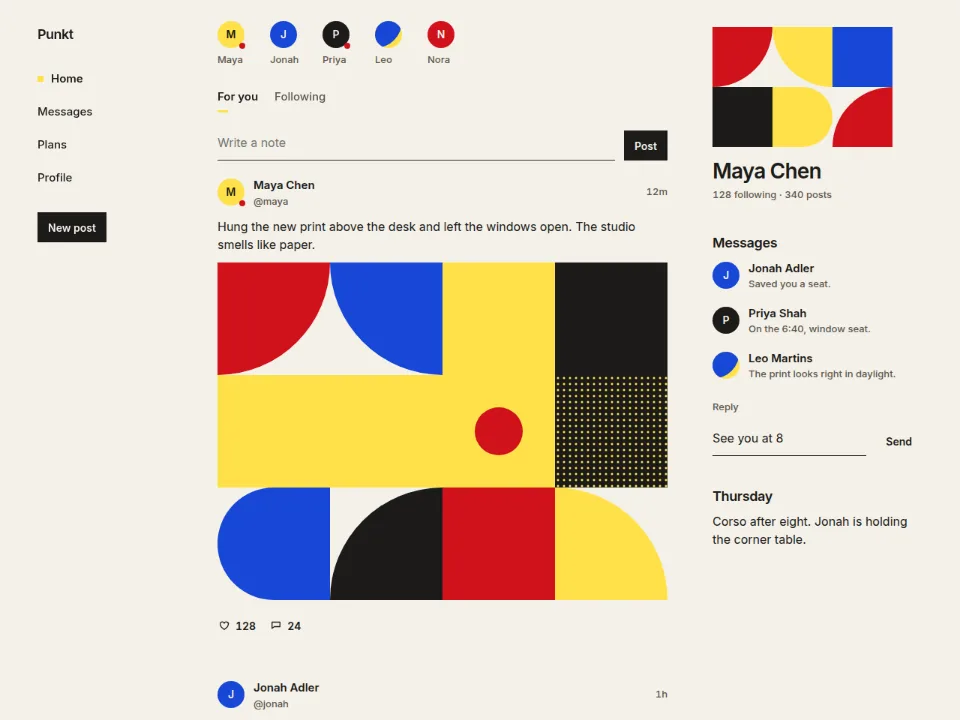 Punkt
Home
Messages
Plans
Profile
New post
M
J
P
N
Maya
Jonah
Priya
Leo
Nora
For you
Following
Write a note
Post
M
Maya Chen
@maya
12m
Hung the new print above the desk and left the windows open. The studio
smells like paper.
128
24
J
Jonah Adler
@jonah
1h
Maya Chen
128 following · 340 posts
Messages
J
Jonah Adler
Saved you a seat.
P
Priya Shah
On the 6:40, window seat.
Leo Martins
The print looks right in daylight.
Reply
See you at 8
Send
Thursday
Corso after eight. Jonah is holding
the corner table.